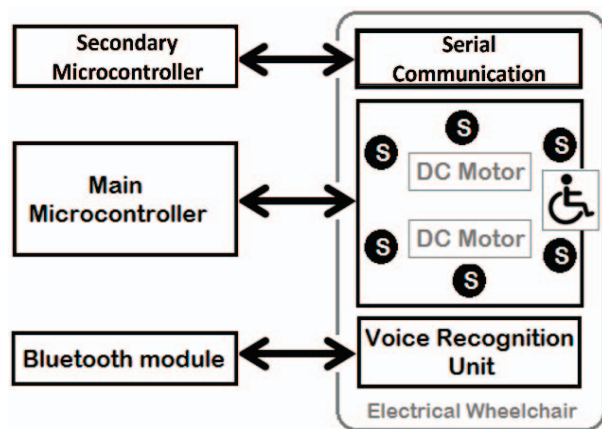 Secondary
Microcontroller
Serial
Communication
Main
Microcontroller
S
S
S
DC Motor
DC Motor
S
S
S
Bluetooth module
Voice Recognition
Unit
Electrical Wheelchair